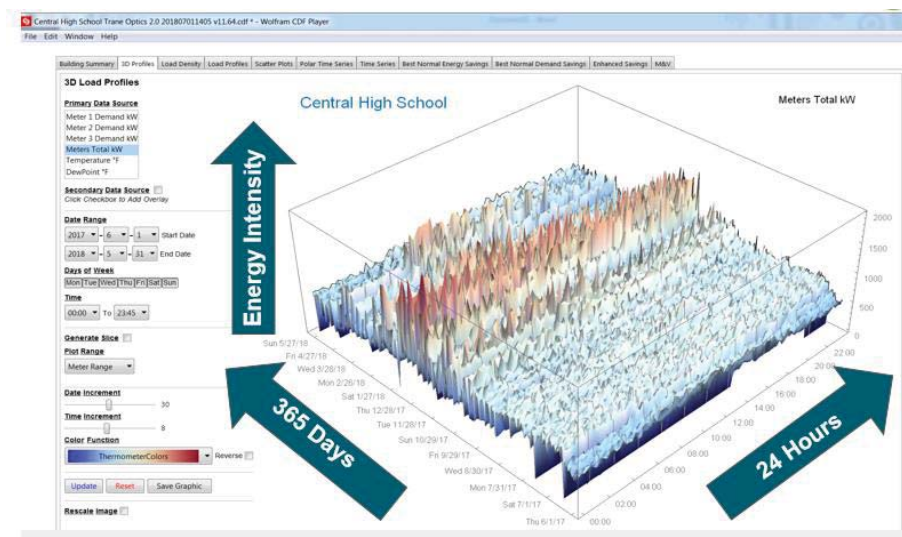 Central High School Trane Optics 2.0 201807011405 v11.64.cdf * - Wolfram CDF Player
File Edit Window Help
Building Summary 3D Profiles Load Density Load Profiles Scatter Plots Polar Time Series Time Series Best Normal Energy Savings Best Normal Demand Savings Enhanced Savings M&V
3D Load Profiles
Primary Data Source
Meter 1 Demand kW
Meter 2 Demand kW
Meter 3 Demand kW
Meters Total kW
Temperature °F
DewPoint °F
Secondary Data Source
Click Checkbox to Add Overlay
Date Range
2017 - 6 - 1 Start Date
2018 - 5 - 31 End Date
Days of Week
Mon Tue Wed Thu Fri Sat Sun
Time
00:00 To 23:45
Generate Slice
Plot Range
Meter Range
Date Increment
30
Time Increment
8
Color Function
ThermometerColors Reverse
Update Reset Save Graphic
Rescale Image
Central High School
Meters Total kW
Energy Intensity
365 Days
24 Hours
2000
1500
1000
500
0
Sun 5/27/18
Fri 4/27/18
Wed 3/28/18
Mon 2/26/18
Sat 1/27/18
Thu 12/28/17
Tue 11/28/17
Sun 10/29/17
Fri 9/29/17
Wed 8/30/17
Mon 7/31/17
Sat 7/1/17
Thu 6/1/17
00:00
02:00
04:00
06:00
08:00
10:00
12:00
14:00
16:00
18:00
20:00
22:00